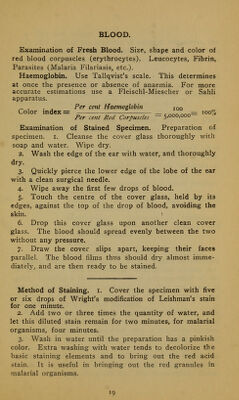 BLOOD.
Examination of Fresh Blood. Size, shape and color of
red blood corpuscles (erythrocytes). Leucocytes, Fibrin,
Parasites (Malaria Filariasis, etc.).
Haemoglobin. Use Tallqvist's scale. This determines
at once the presence or absence of anaemia. For more
accurate estimations use a Fleischl-Miescher or Sahli
apparatus.
Color index = Per cent Haemoglobin / Per cent Red Corpuscles = 100 / 5,000,000 = 100%
Examination of Stained Specimen. Preparation of
specimen. 1. Cleanse the cover glass thoroughly with
soap and water. Wipe dry.
2. Wash the edge of the ear with water, and thoroughly
dry.
3. Quickly pierce the lower edge of the lobe of the ear
with a clean surgical needle.
4. Wipe away the first few drops of blood.
5. Touch the centre of the cover glass, held by its
edges, against the top of the drop of blood, avoiding the
skin.
6. Drop this cover glass upon another clean cover
glass. The blood should spread evenly between the two
without any pressure.
7. Draw the cover slips apart, keeping their faces
parallel. The blood films thus should dry almost imme-
diately, and are then ready to be stained.
Method of Staining. 1. Cover the specimen with five
or six drops of Wright's modification of Leishman's stain
for one minute.
2. Add two or three times the quantity of water, and
let this diluted stain remain for two minutes, for malarial
organisms, four minutes.
3. Wash in water until the preparation has a pinkish
color. Extra washing with water tends to decolorize the
basic staining elements and to bring out the red acid
stain. It is useful in bringing out the red granules in
malarial organisms.
19